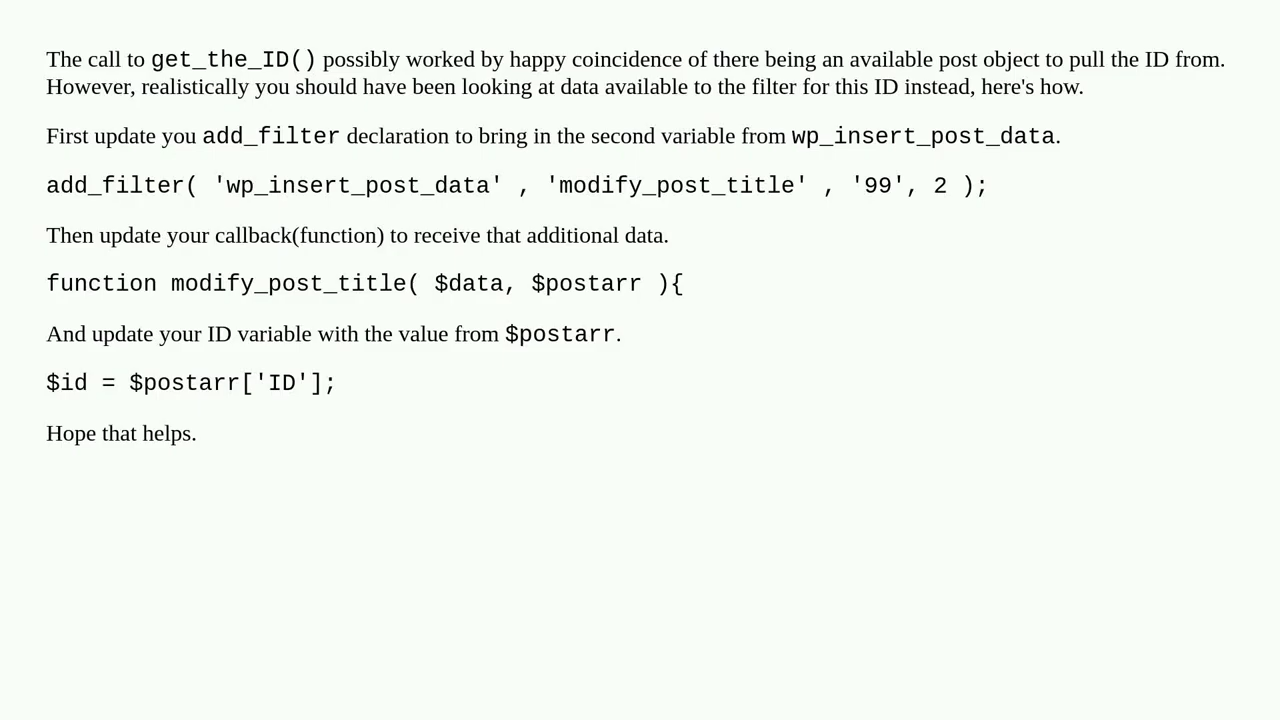 The call to get_the_ID() possibly worked by happy coincidence of there being an available post object to pull the ID from.
However, realistically you should have been looking at data available to the filter for this ID instead, here's how.
First update you add_filter declaration to bring in the second variable from wp_insert_post_data.
add_filter( 'wp_insert_post_data' , 'modify_post_title' , '99', 2 );
Then update your callback(function) to receive that additional data.
function modify_post_title( $data, $postarr ){
And update your ID variable with the value from $postarr.
$id = $postarr['ID'];
Hope that helps.